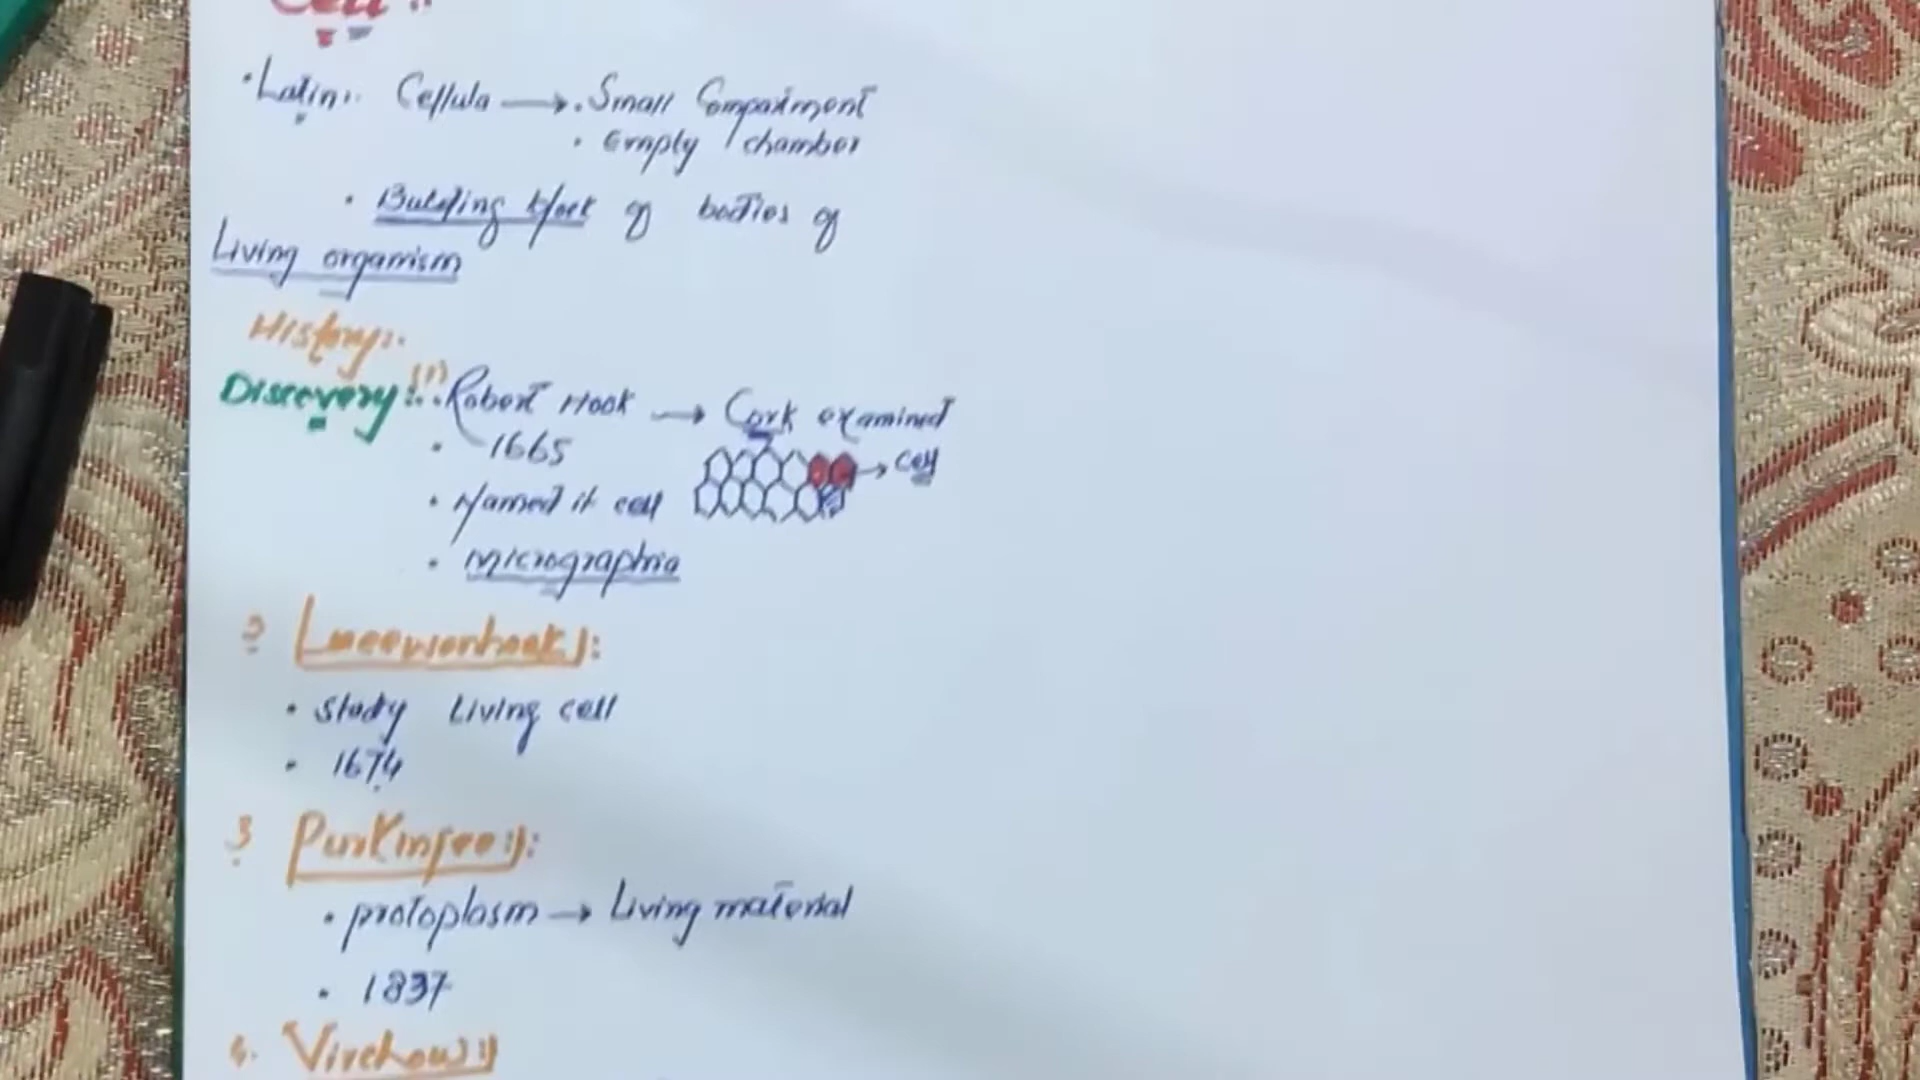 Cell :-
• Latin:- Cellula → • Small Compartment
• Empty chamber
• Building block of bodies of
Living organism
History:-
Discovery:- (1) • Robert Hook → Cork examined
• 1665
→ cell
• Named it cell
• Micrographia
2 Leeewenhoek):
• Study Living cell
• 1674
3 Purkinjee:):
• protoplasm → Living material
• 1837
4. Virchow:)